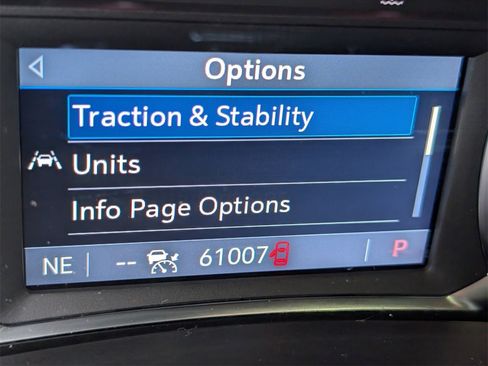 Options
Traction & Stability
Units
Info Page Options
NE -- 61007 P